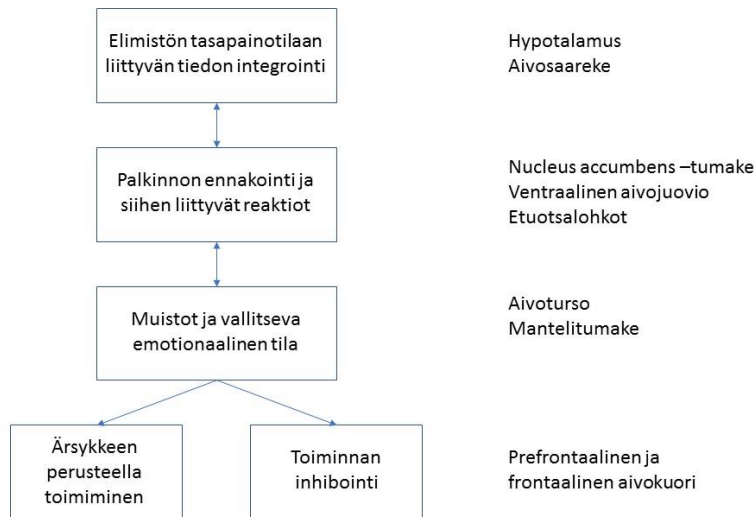 Elimistön tasapainotilaan
liittyvän tiedon integrointi
Hypotalamus
Aivosaareke
Palkinnon ennakointi ja
siihen liittyvät reaktiot
Nucleus accumbens –tumake
Ventraalinen aivojuovio
Etuotsalohkot
Muistot ja vallitseva
emotionaalinen tila
Aivoturso
Mantelitumake
Ärsykkeen
perusteella
toimiminen
Toiminnan
inhibointi
Prefrontaalinen ja
frontaalinen aivokuori